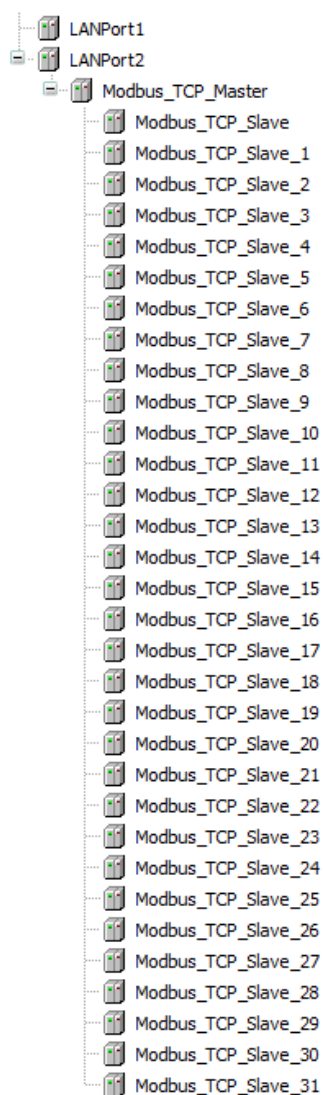 LANPort1
LANPort2
Modbus_TCP_Master
Modbus_TCP_Slave
Modbus_TCP_Slave_1
Modbus_TCP_Slave_2
Modbus_TCP_Slave_3
Modbus_TCP_Slave_4
Modbus_TCP_Slave_5
Modbus_TCP_Slave_6
Modbus_TCP_Slave_7
Modbus_TCP_Slave_8
Modbus_TCP_Slave_9
Modbus_TCP_Slave_10
Modbus_TCP_Slave_11
Modbus_TCP_Slave_12
Modbus_TCP_Slave_13
Modbus_TCP_Slave_14
Modbus_TCP_Slave_15
Modbus_TCP_Slave_16
Modbus_TCP_Slave_17
Modbus_TCP_Slave_18
Modbus_TCP_Slave_19
Modbus_TCP_Slave_20
Modbus_TCP_Slave_21
Modbus_TCP_Slave_22
Modbus_TCP_Slave_23
Modbus_TCP_Slave_24
Modbus_TCP_Slave_25
Modbus_TCP_Slave_26
Modbus_TCP_Slave_27
Modbus_TCP_Slave_28
Modbus_TCP_Slave_29
Modbus_TCP_Slave_30
Modbus_TCP_Slave_31